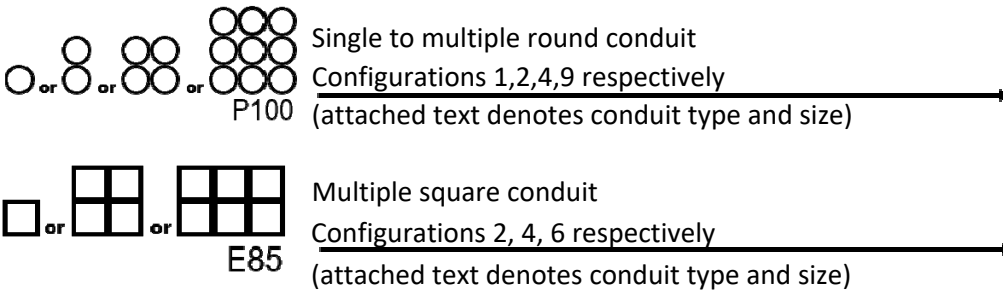 Single to multiple round conduit
or or or
Configurations 1,2,4,9 respectively
P100
(attached text denotes conduit type and size)
Multiple square conduit
or or
Configurations 2, 4, 6 respectively
E85
(attached text denotes conduit type and size)